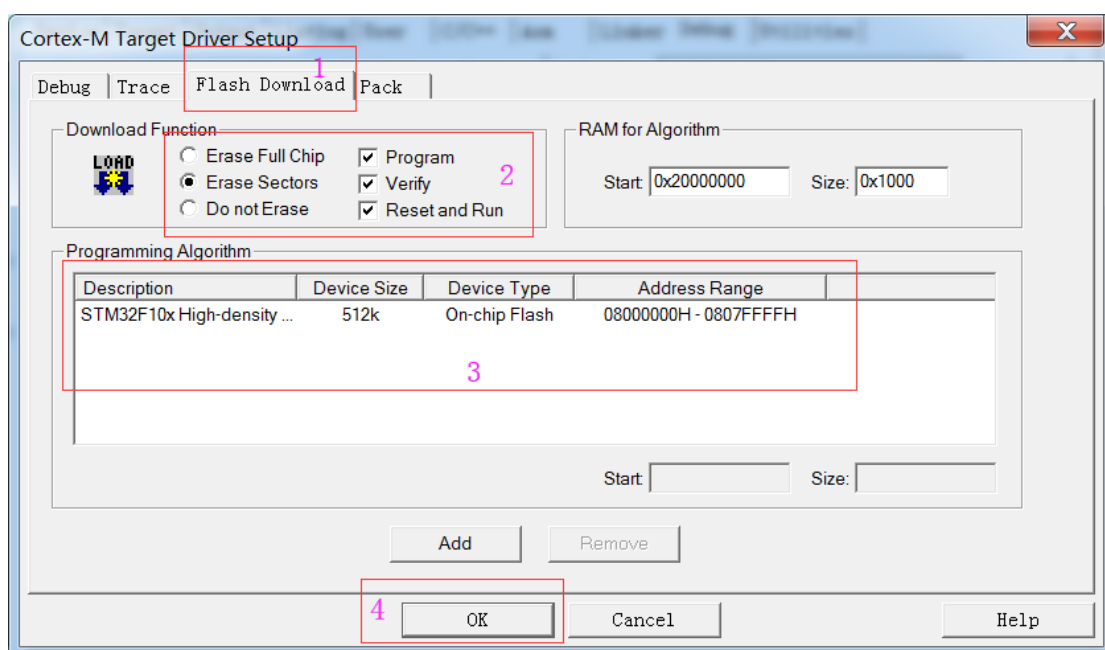 Cortex-M Target Driver Setup
1
Debug Trace Flash Download Pack
Download Function
LOAD
Erase Full Chip Program
Erase Sectors Verify
Do not Erase Reset and Run
2
RAM for Algorithm
Start: 0x20000000 Size: 0x1000
Programming Algorithm
Description Device Size Device Type Address Range
STM32F10x High-density ... 512k On-chip Flash 08000000H - 0807FFFFH
3
Start: Size:
Add Remove
4
OK Cancel Help